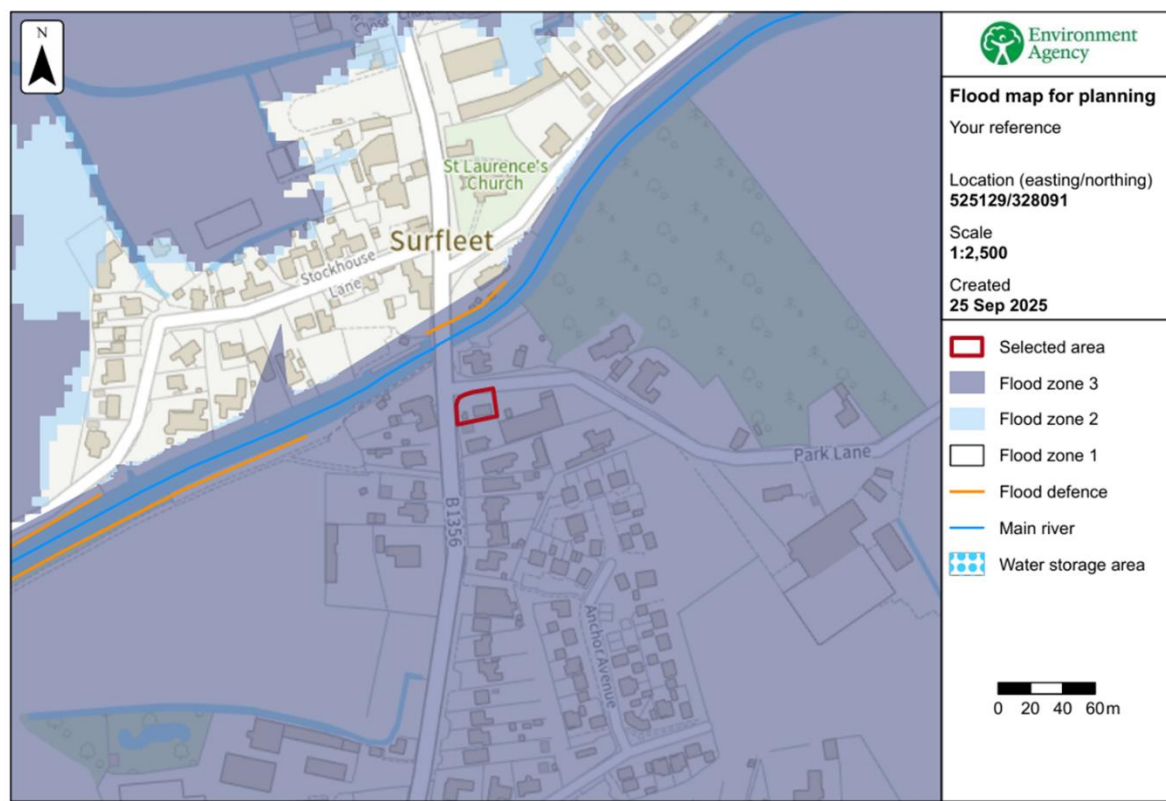 N
St Laurence's
Church
Surfleet
Stockhouse
Lane
B 1356
Park Lane
Anchor Avenue
Environment
Agency
Flood map for planning
Your reference
Location (easting/northing)
525129/328091
Scale
1:2,500
Created
25 Sep 2025
Selected area
Flood zone 3
Flood zone 2
Flood zone 1
Flood defence
Main river
Water storage area
0 20 40 60m